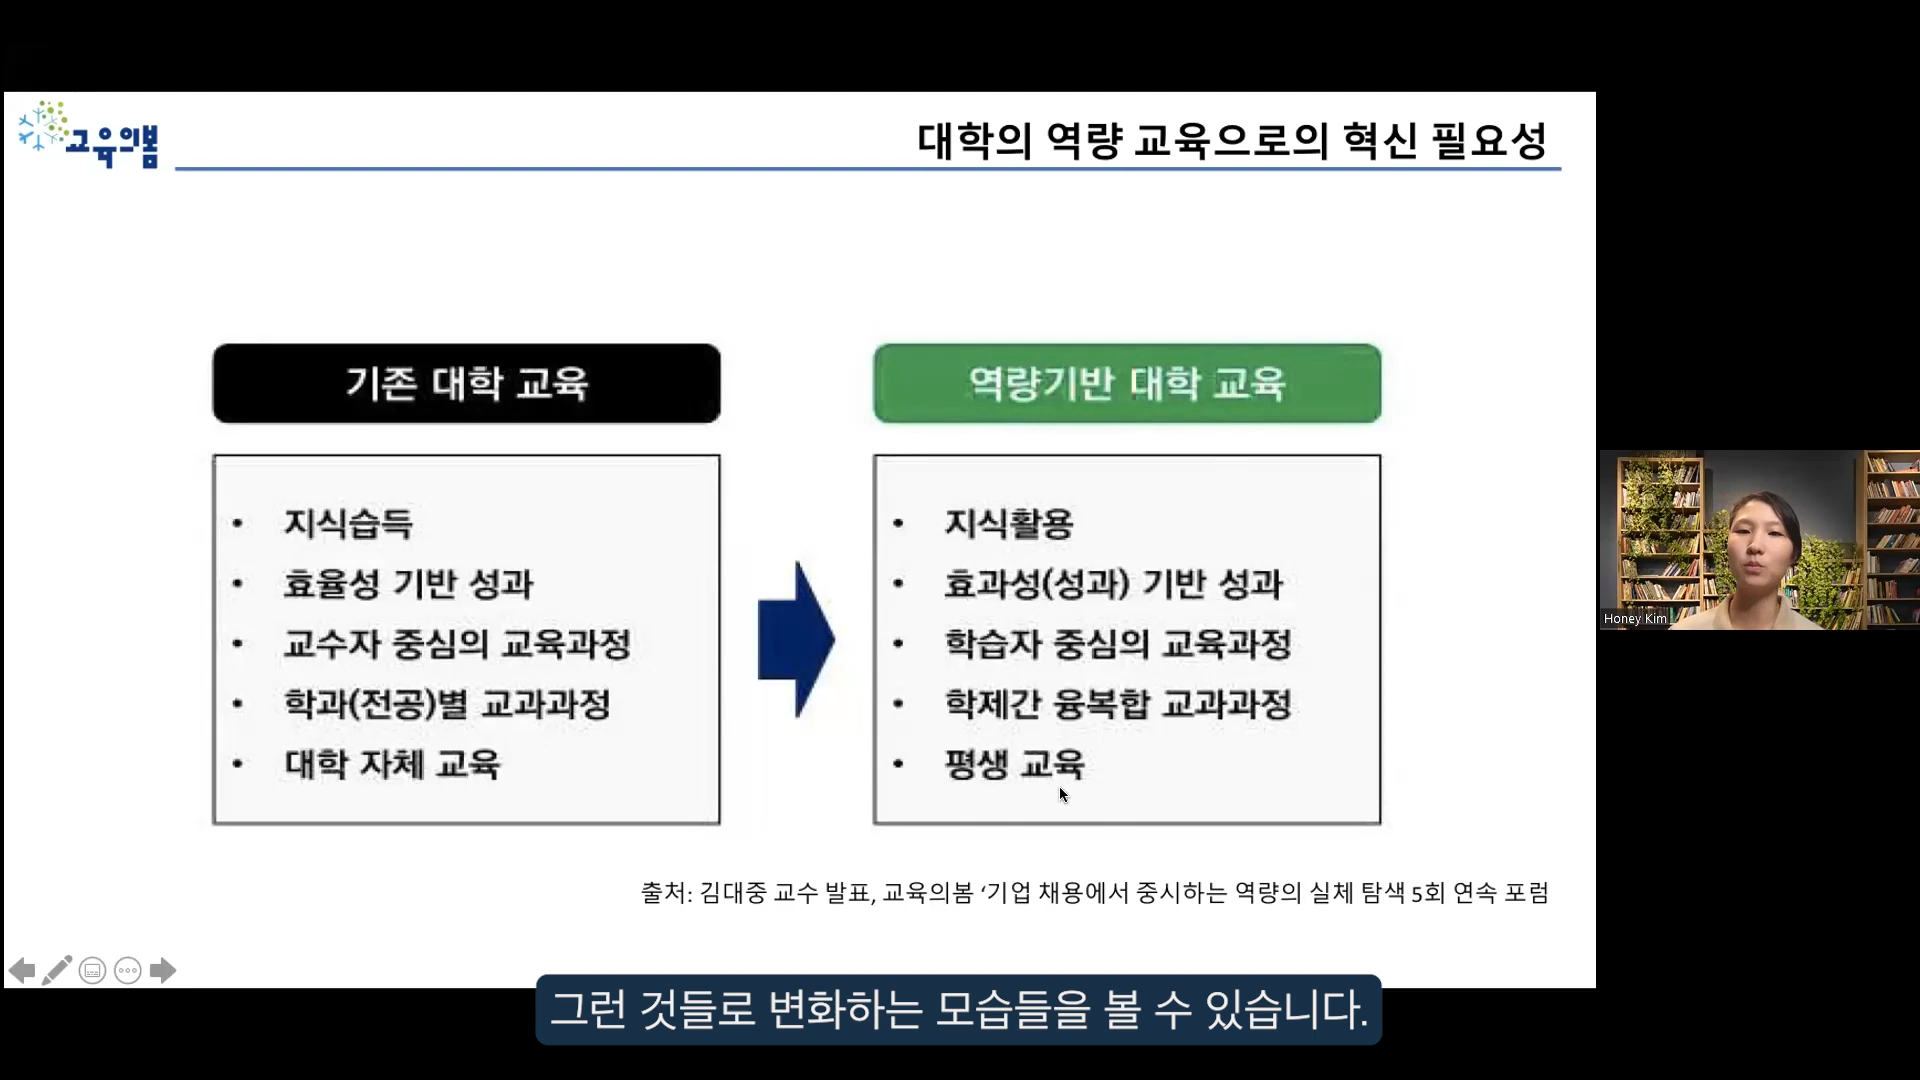 교육의봄
대학의 역량 교육으로의 혁신 필요성
기존 대학 교육
• 지식습득
• 효율성 기반 성과
• 교수자 중심의 교육과정
• 학과(전공)별 교과과정
• 대학 자체 교육
역량기반 대학 교육
• 지식활용
• 효과성(성과) 기반 성과
• 학습자 중심의 교육과정
• 학제간 융복합 교과과정
• 평생 교육
출처: 김대중 교수 발표, 교육의봄 ‘기업 채용에서 중시하는 역량의 실체 탐색 5회 연속 포럼
Honey Kim
그런 것들로 변화하는 모습들을 볼 수 있습니다.